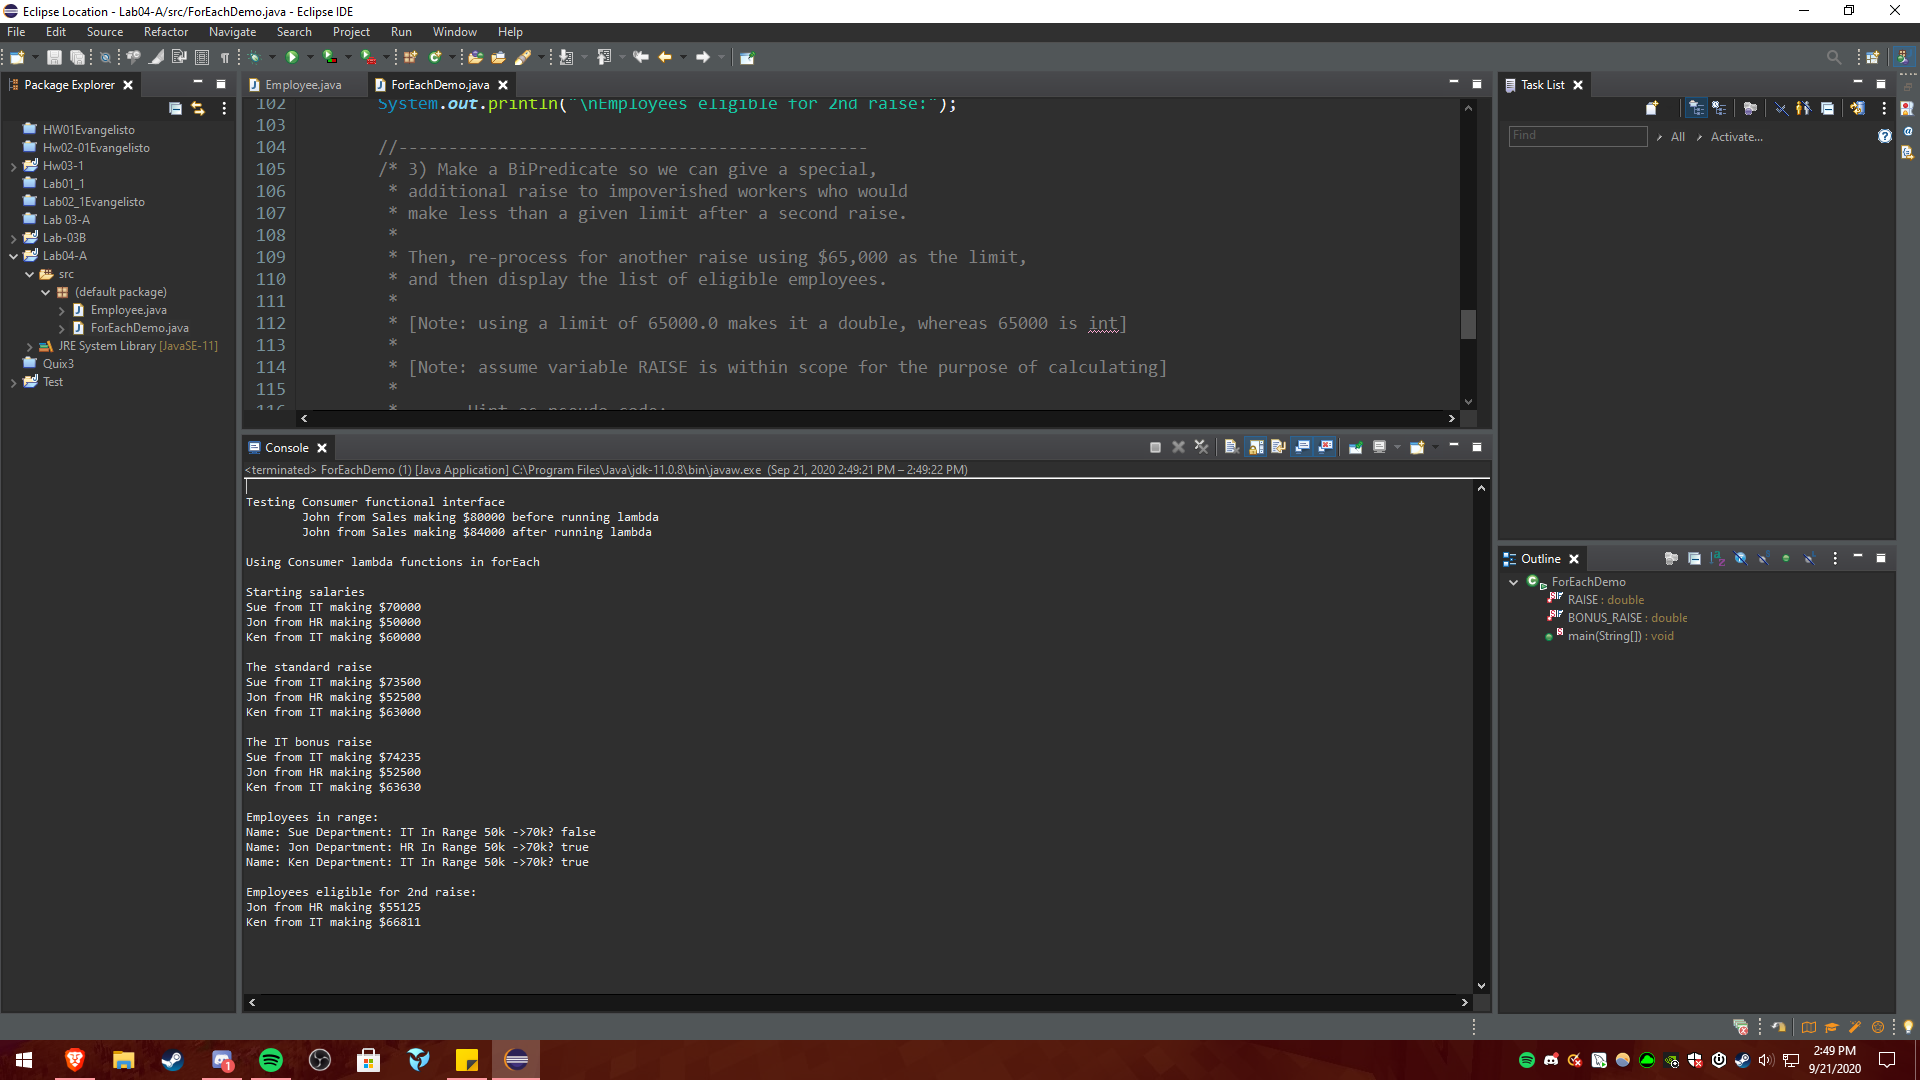 Eclipse Location - Lab04-A/src/ForEachDemo.java - Eclipse IDE
File Edit Source Refactor Navigate Search Project Run Window Help
Package Explorer
HW01Evangelisto
Hw02-01Evangelisto
Hw03-1
Lab01_1
Lab02_1Evangelisto
Lab 03-A
Lab-03B
Lab04-A
src
(default package)
Employee.java
ForEachDemo.java
JRE System Library [JavaSE-11]
Quix3
Test
Employee.java
ForEachDemo.java
102 System.out.println("\nEmployees eligible for 2nd raise:");
103
104 //-----------------------------------------------
105 /* 3) Make a BiPredicate so we can give a special,
106 * additional raise to impoverished workers who would
107 * make less than a given limit after a second raise.
108 *
109 * Then, re-process for another raise using $65,000 as the limit,
110 * and then display the list of eligible employees.
111 *
112 * [Note: using a limit of 65000.0 makes it a double, whereas 65000 is int]
113 *
114 * [Note: assume variable RAISE is within scope for the purpose of calculating]
115 *
116 * Hint as pseudo code:
Console
<terminated> ForEachDemo (1) [Java Application] C:\Program Files\Java\jdk-11.0.8\bin\javaw.exe (Sep 21, 2020 2:49:21 PM – 2:49:22 PM)
Testing Consumer functional interface
John from Sales making $80000 before running lambda
John from Sales making $84000 after running lambda
Using Consumer lambda functions in forEach
Starting salaries
Sue from IT making $70000
Jon from HR making $50000
Ken from IT making $60000
The standard raise
Sue from IT making $73500
Jon from HR making $52500
Ken from IT making $63000
The IT bonus raise
Sue from IT making $74235
Jon from HR making $52500
Ken from IT making $63630
Employees in range:
Name: Sue Department: IT In Range 50k ->70k? false
Name: Jon Department: HR In Range 50k ->70k? true
Name: Ken Department: IT In Range 50k ->70k? true
Employees eligible for 2nd raise:
Jon from HR making $55125
Ken from IT making $66811
Task List
Find All Activate...
Outline
ForEachDemo
RAISE : double
BONUS_RAISE : double
main(String[]) : void
2:49 PM
9/21/2020